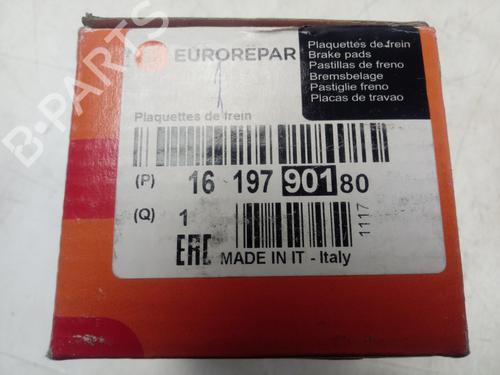 EUROREPAR
Plaquettes de frein
Brake pads
Pastillas de freno
Bremsbelage
Pastiglie freno
Placas de travao
Plaquettes de frein
(P) 16 197 901 80
(Q) 1
1117
EAC MADE IN IT - Italy
B-PARTS